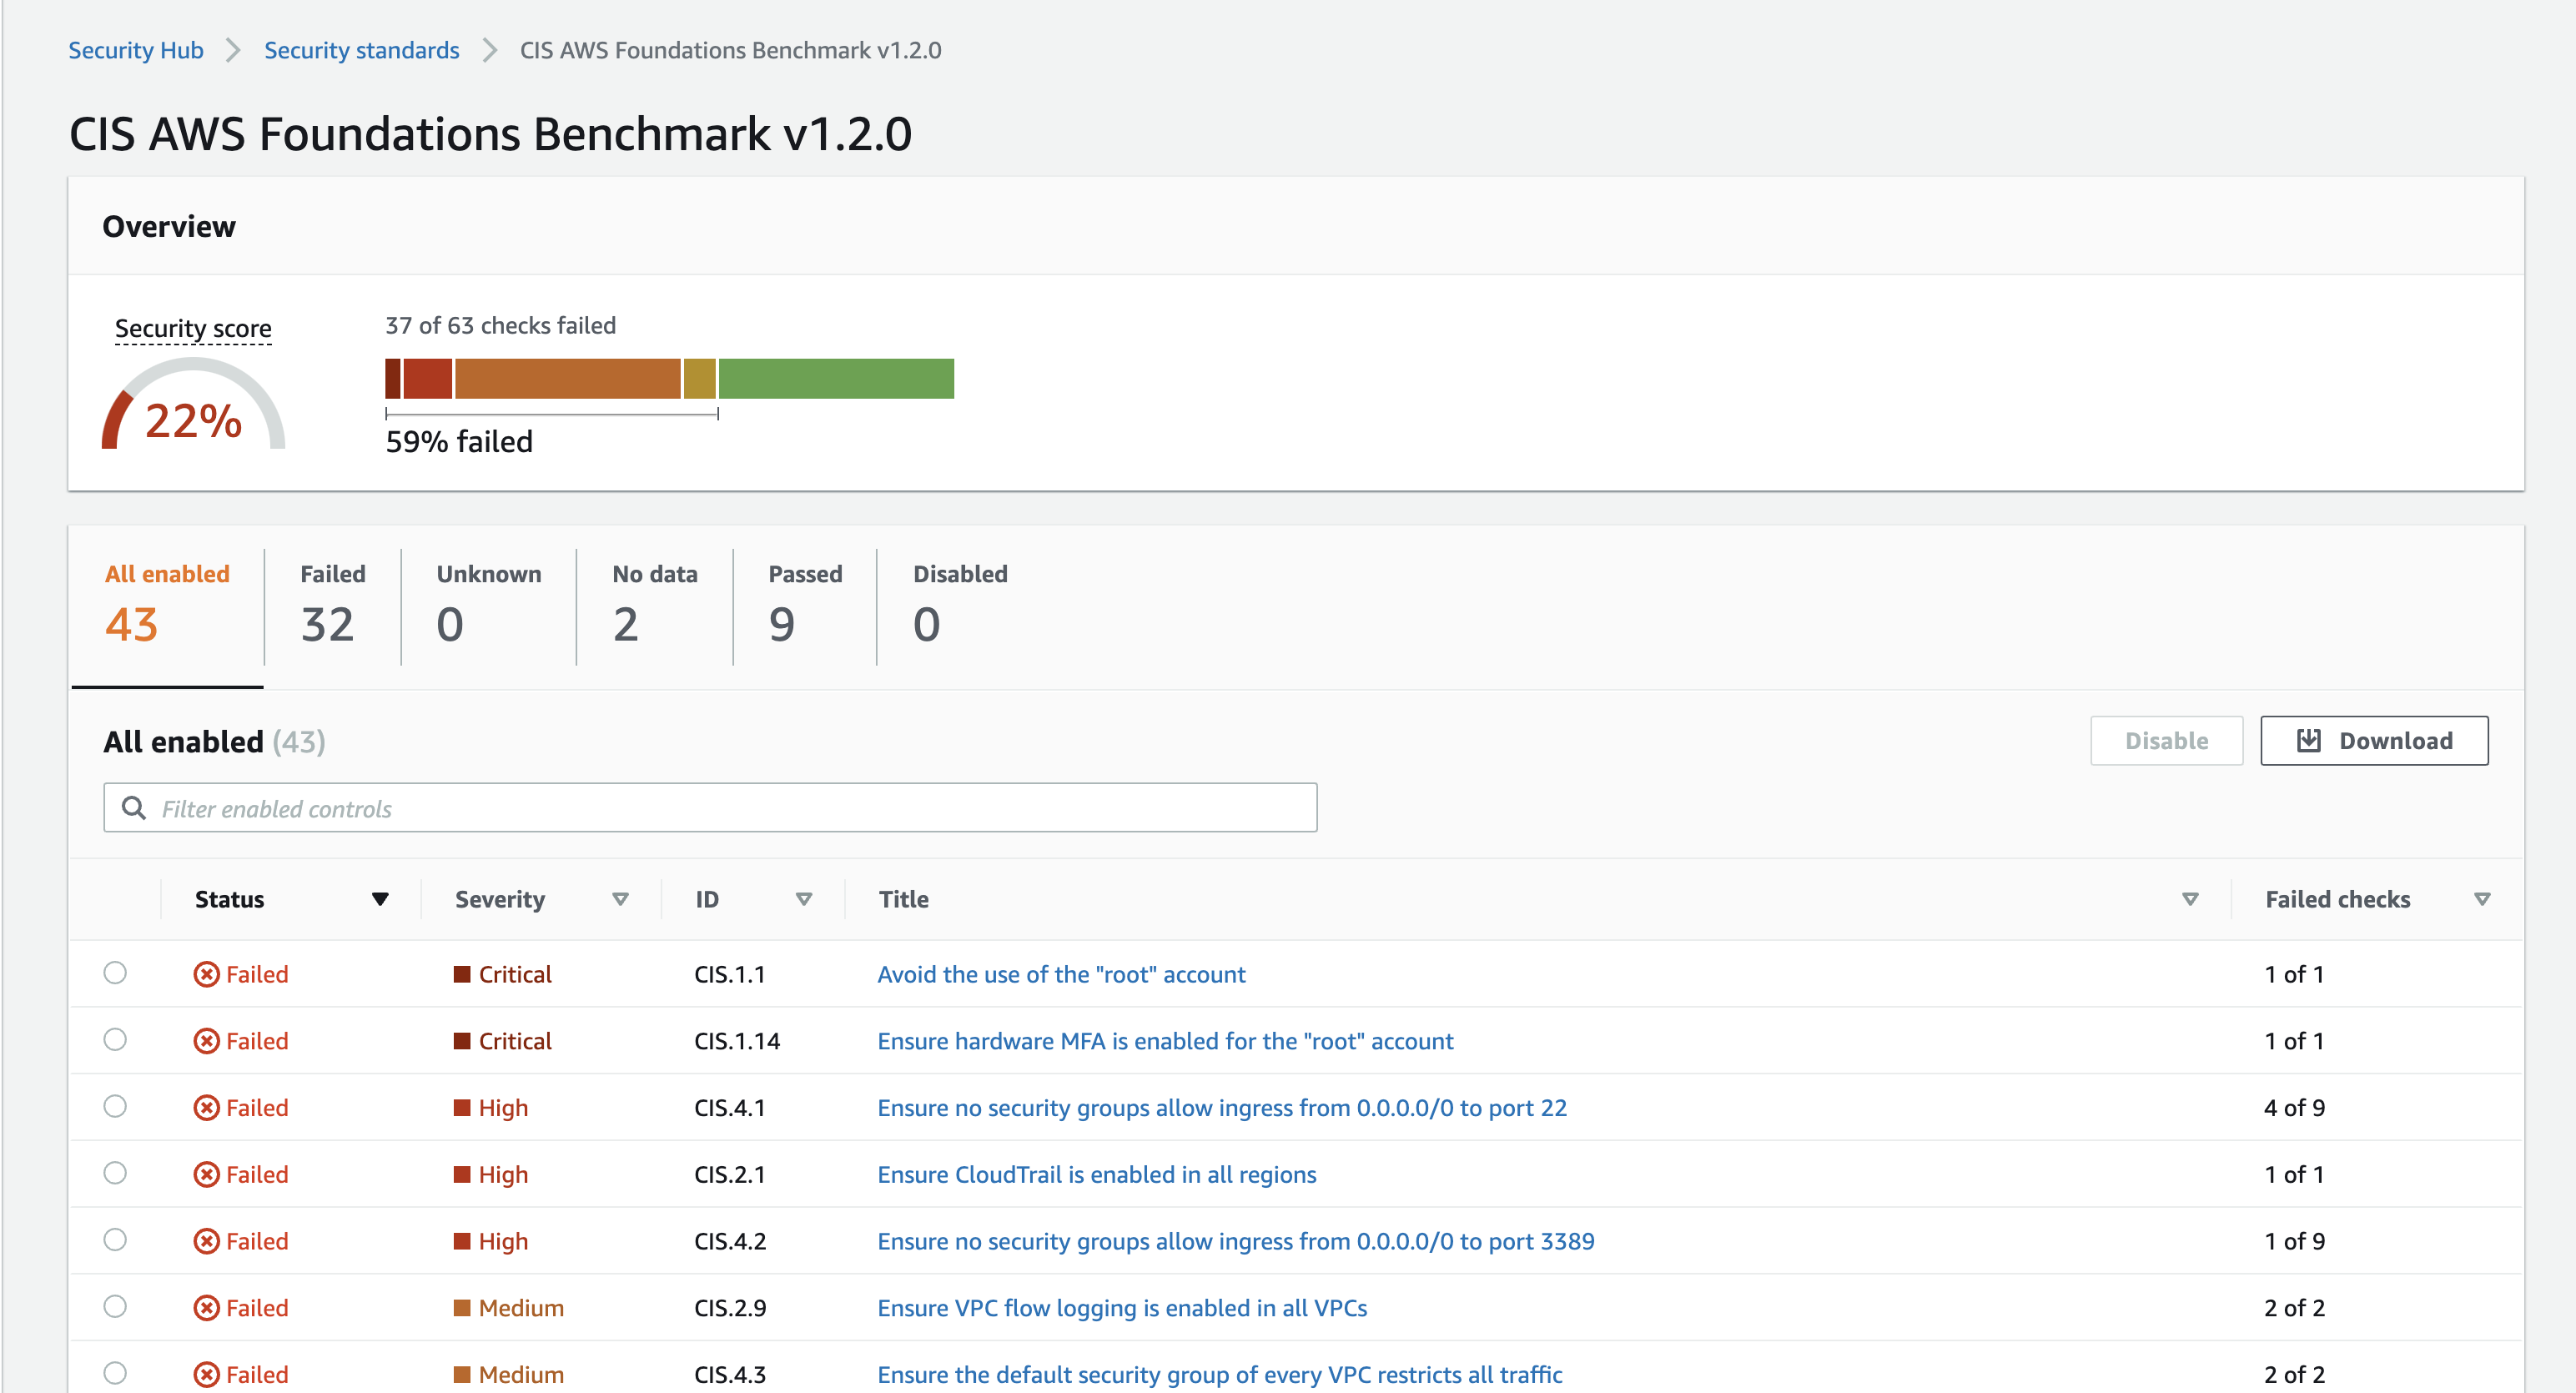 Security Hub > Security standards > CIS AWS Foundations Benchmark v1.2.0
CIS AWS Foundations Benchmark v1.2.0
Overview
Security score
22%
37 of 63 checks failed
59% failed
All enabled Failed Unknown No data Passed Disabled
43 32 0 2 9 0
All enabled (43)
Disable Download
Filter enabled controls
Status Severity ID Title Failed checks
Failed Critical CIS.1.1 Avoid the use of the "root" account 1 of 1
Failed Critical CIS.1.14 Ensure hardware MFA is enabled for the "root" account 1 of 1
Failed High CIS.4.1 Ensure no security groups allow ingress from 0.0.0.0/0 to port 22 4 of 9
Failed High CIS.2.1 Ensure CloudTrail is enabled in all regions 1 of 1
Failed High CIS.4.2 Ensure no security groups allow ingress from 0.0.0.0/0 to port 3389 1 of 9
Failed Medium CIS.2.9 Ensure VPC flow logging is enabled in all VPCs 2 of 2
Failed Medium CIS.4.3 Ensure the default security group of every VPC restricts all traffic 2 of 2